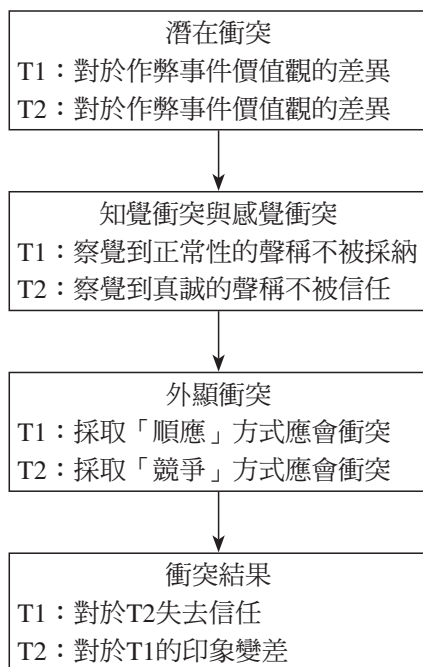 潛在衝突
T1：對於作弊事件價值觀的差異
T2：對於作弊事件價值觀的差異
知覺衝突與感覺衝突
T1：察覺到正常性的聲稱不被採納
T2：察覺到真誠的聲稱不被信任
外顯衝突
T1：採取「順應」方式應會衝突
T2：採取「競爭」方式應會衝突
衝突結果
T1：對於T2失去信任
T2：對於T1的印象變差